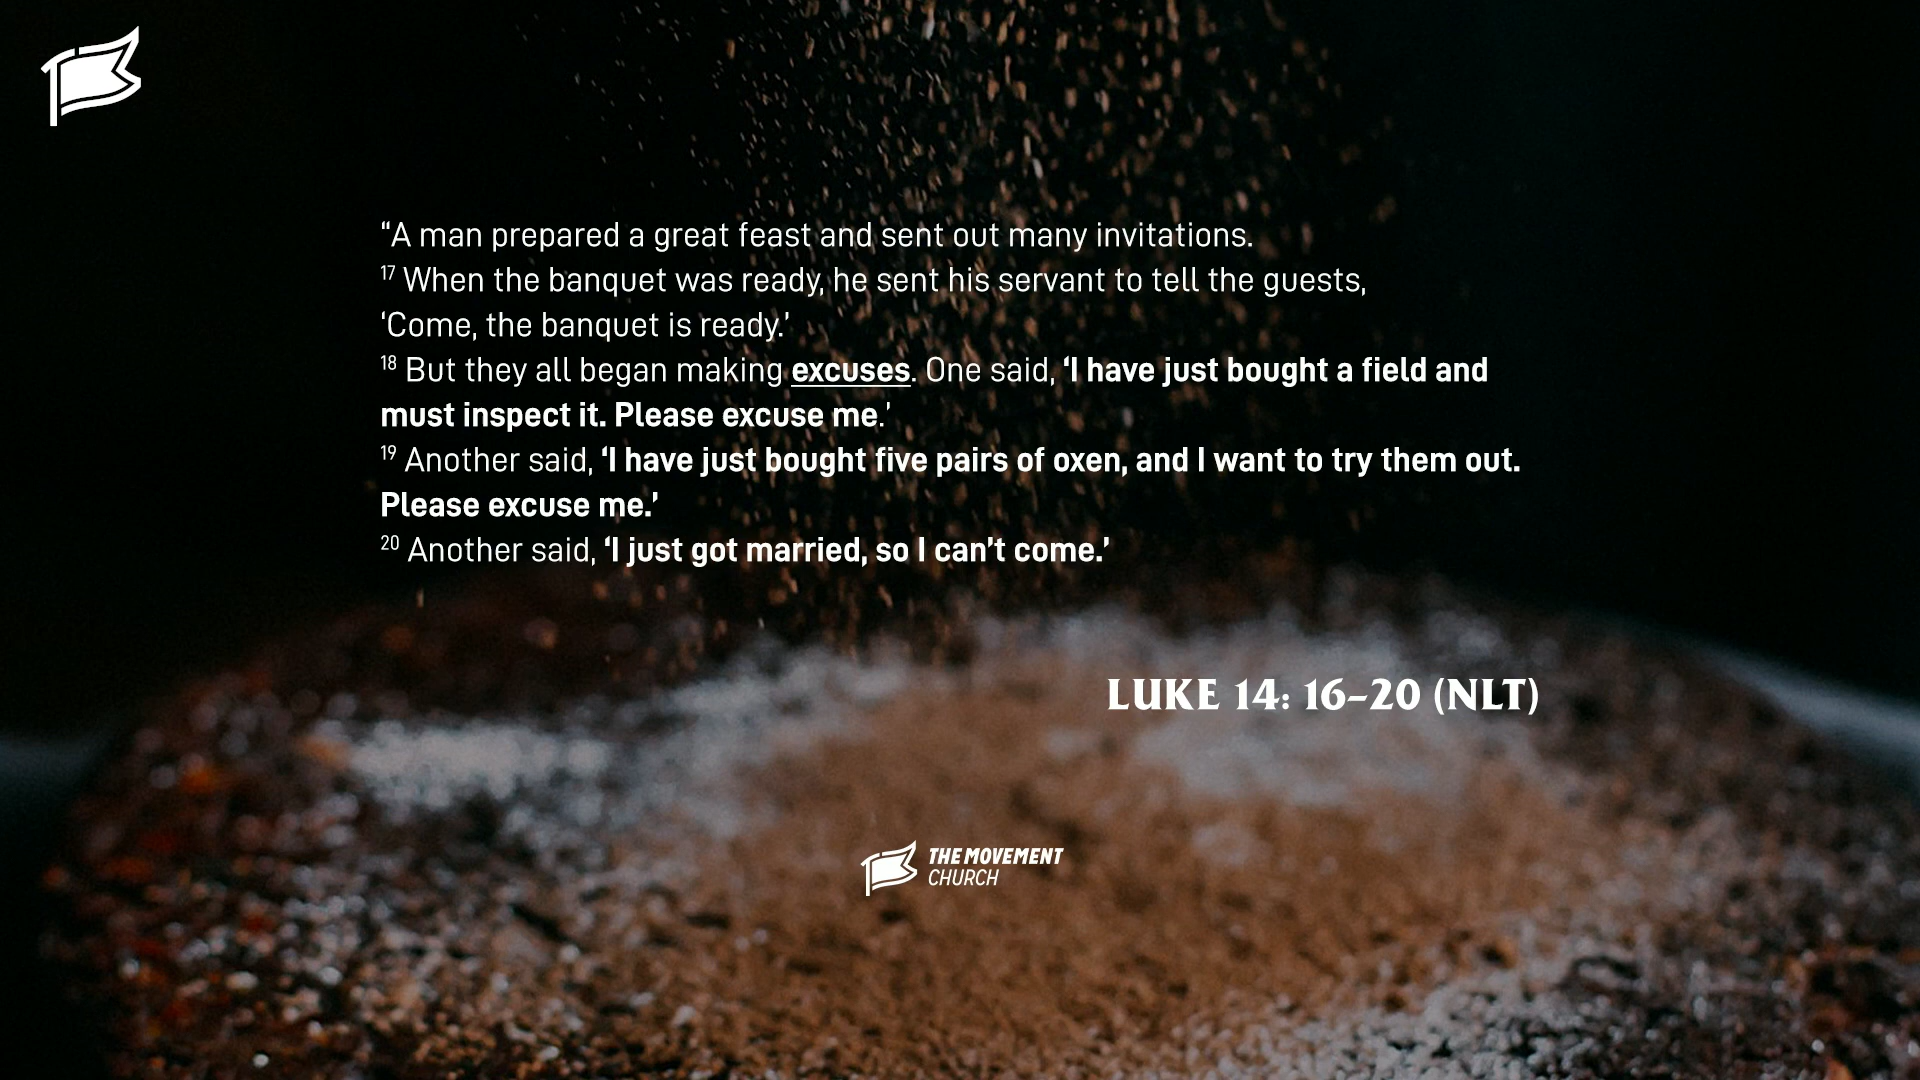 “A man prepared a great feast and sent out many invitations.
17 When the banquet was ready, he sent his servant to tell the guests,
‘Come, the banquet is ready.’
18 But they all began making excuses. One said, ‘I have just bought a field and
must inspect it. Please excuse me.’
19 Another said, ‘I have just bought five pairs of oxen, and I want to try them out.
Please excuse me.’
20 Another said, ‘I just got married, so I can’t come.’
LUKE 14: 16–20 (NLT)
THE MOVEMENT
CHURCH